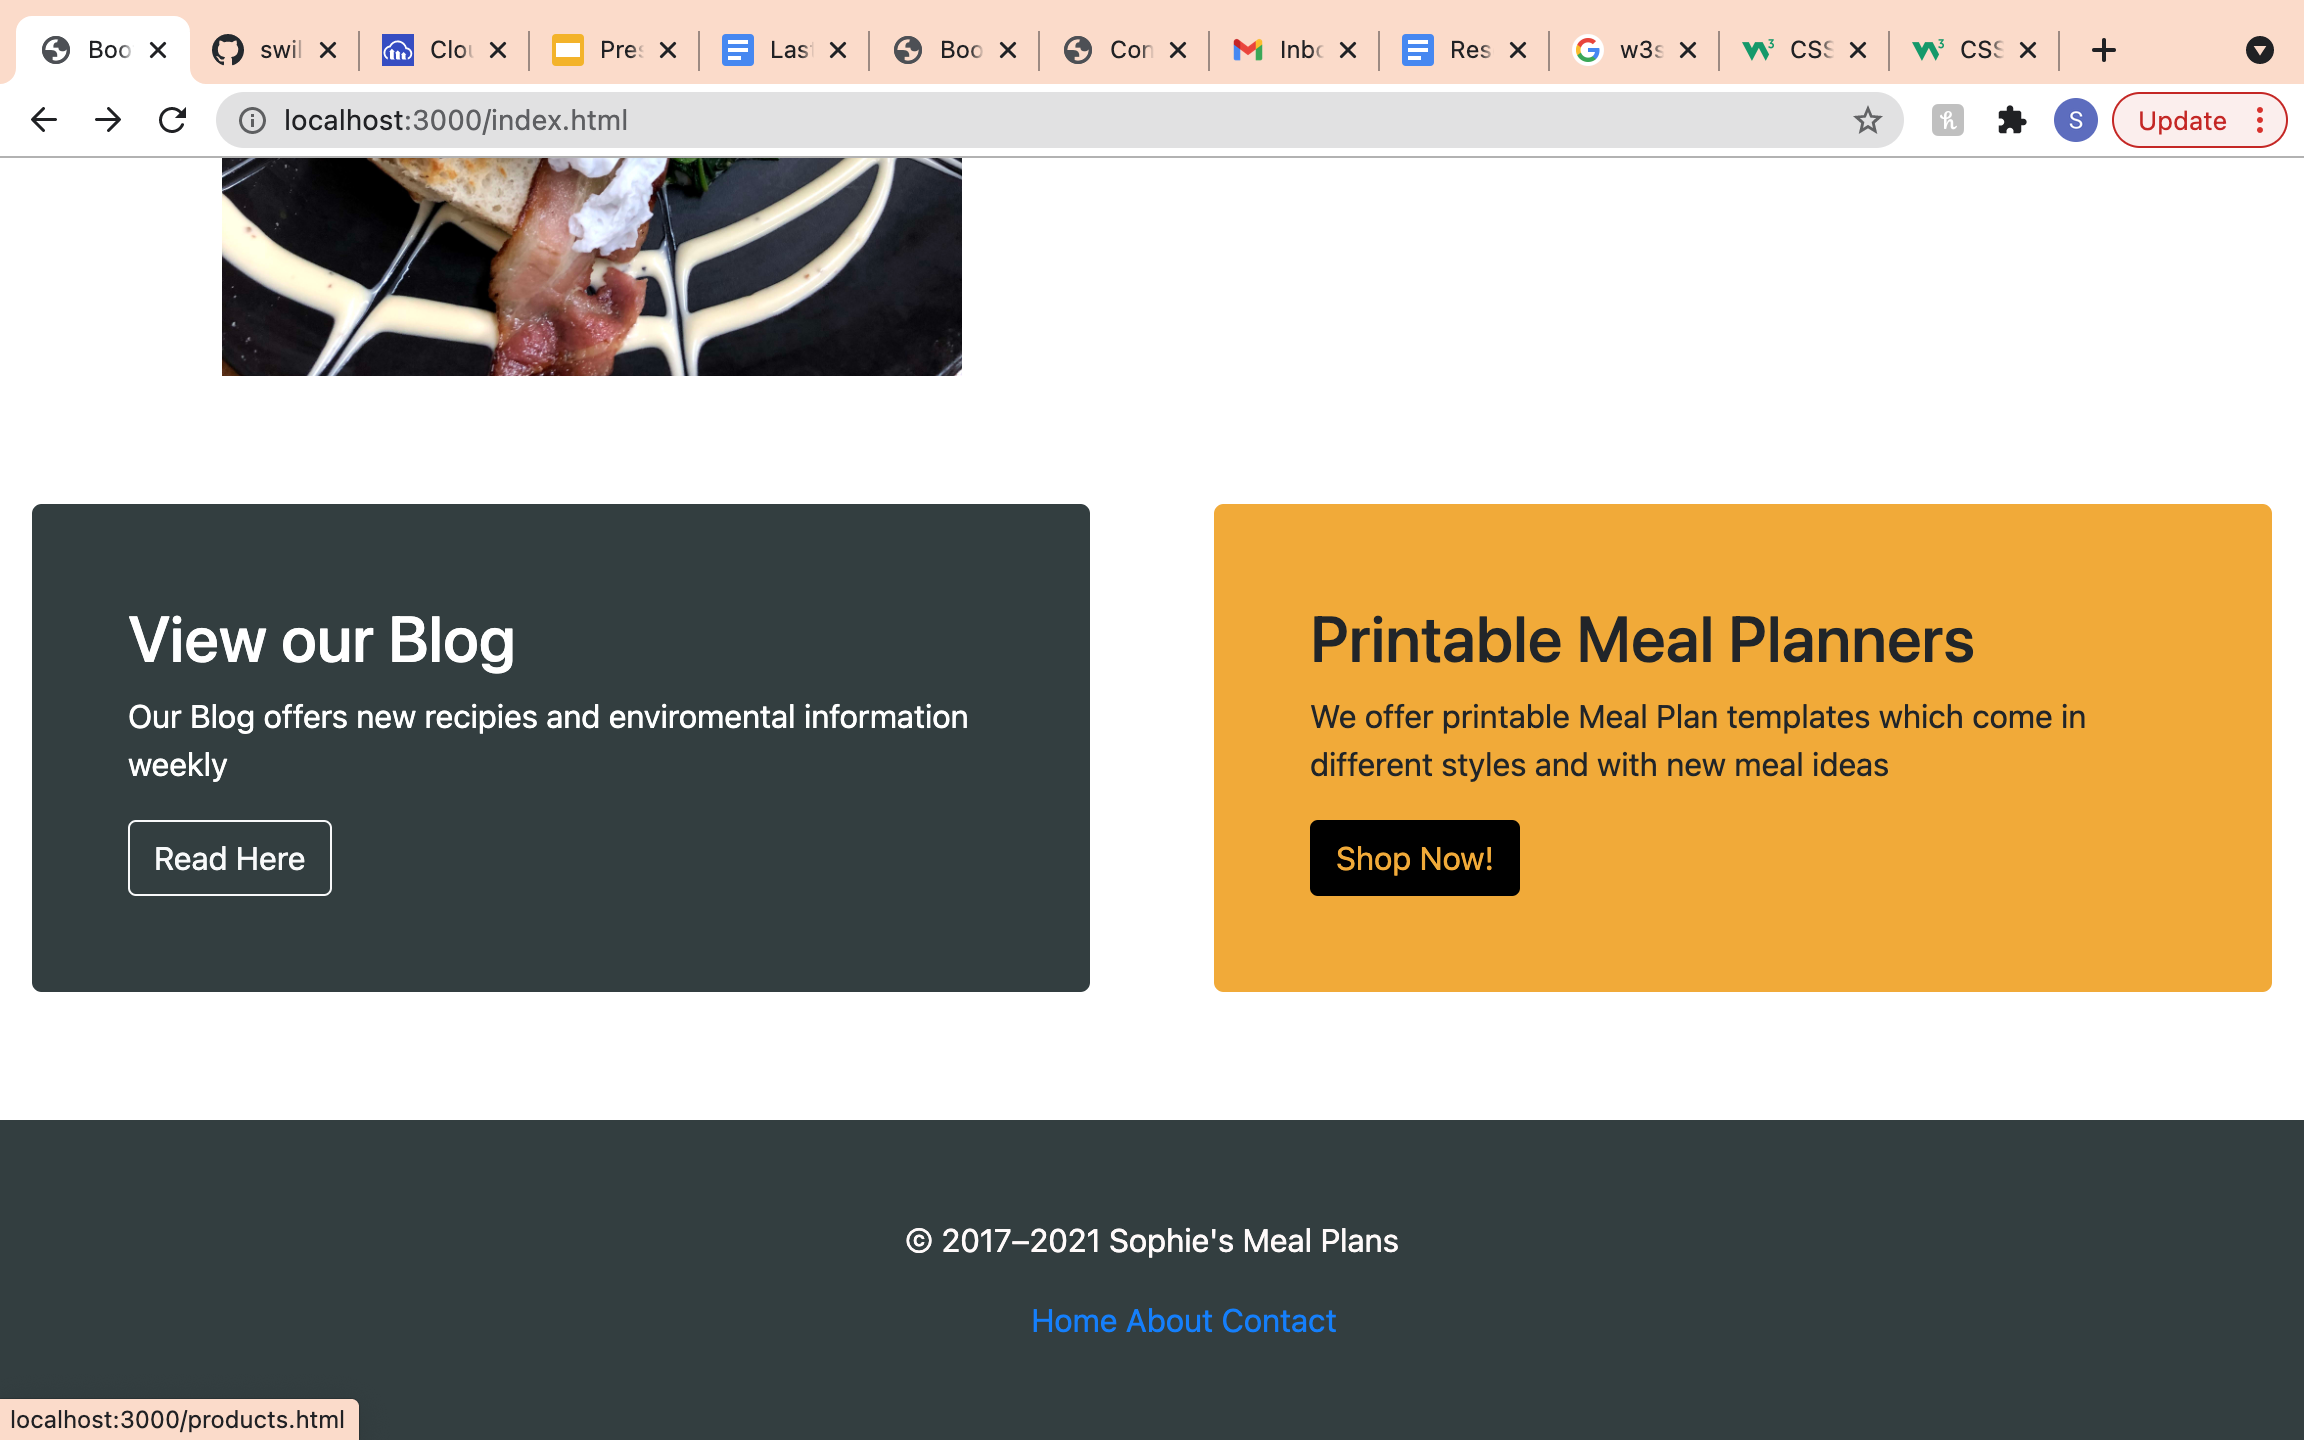 Boo swil Clou Pres Last Boo Con Inbo Res w3s CSS CSS
localhost:3000/index.html S Update
View our Blog
Our Blog offers new recipies and enviromental information
weekly
Read Here
Printable Meal Planners
We offer printable Meal Plan templates which come in
different styles and with new meal ideas
Shop Now!
© 2017–2021 Sophie's Meal Plans
Home About Contact
localhost:3000/products.html